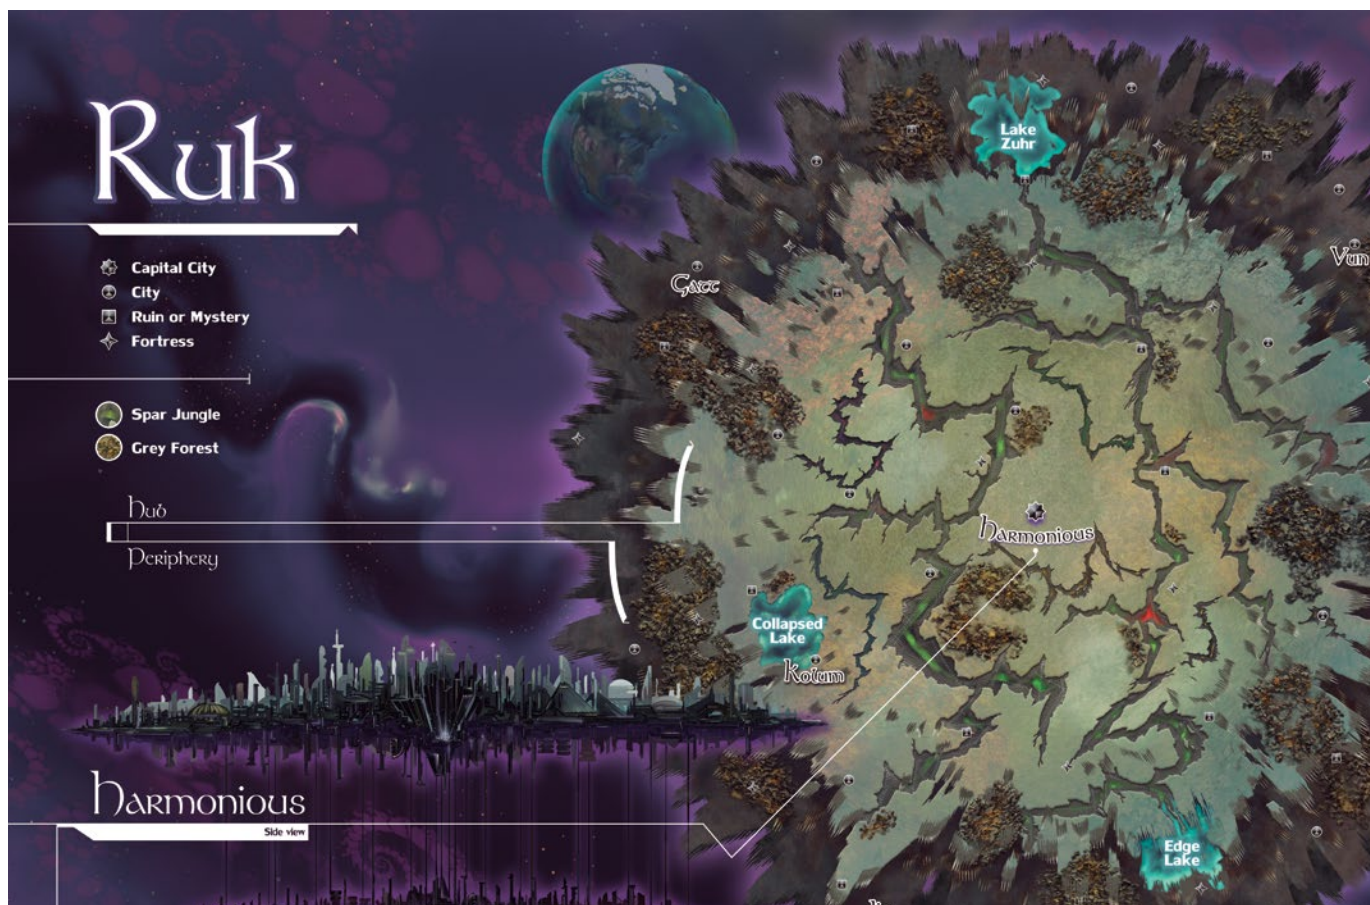 Ruk
Capital City
City
Ruin or Mystery
Fortress
Spar Jungle
Grey Forest
Hub
Periphery
Harmonious
Side view
Lake
Zuhr
Vun
Gatt
Harmonious
Collapsed
Lake
Kolum
Edge
Lake